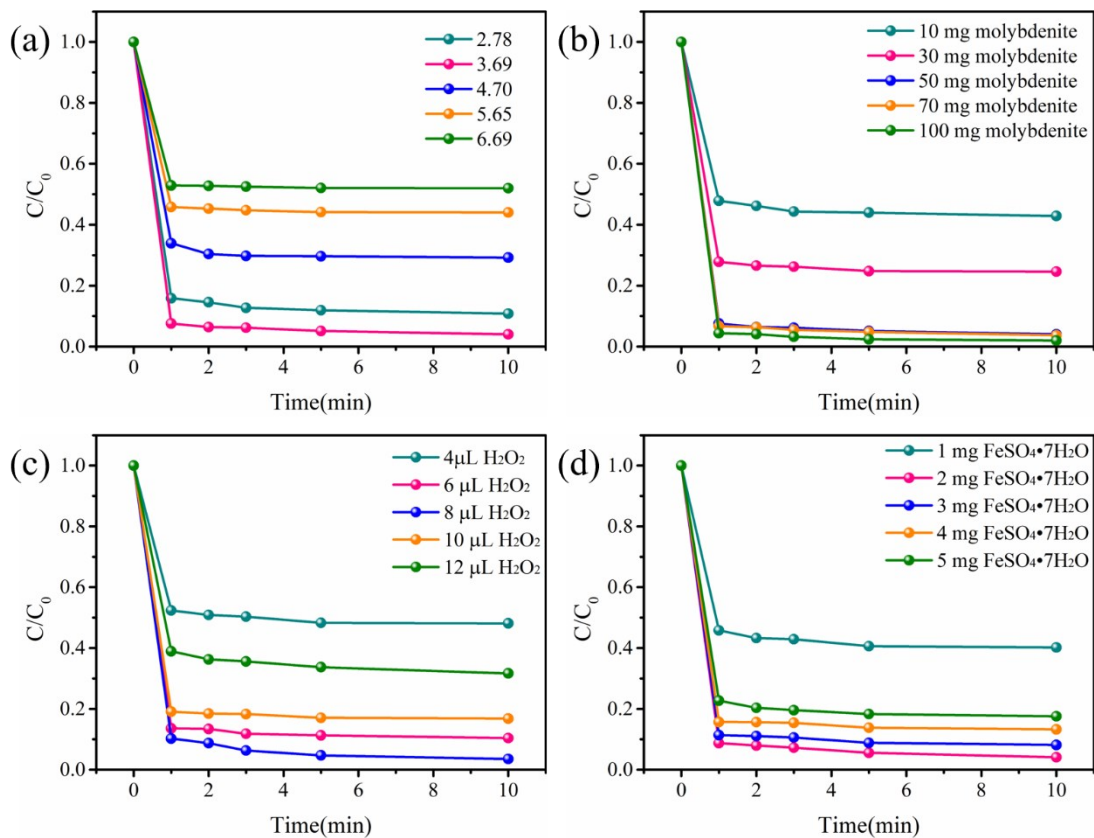 (a)
2.78
3.69
4.70
5.65
6.69
1.0
0.8
0.6
0.4
0.2
0.0
C/C₀
0 2 4 6 8 10
Time(min)
(b)
10 mg molybdenite
30 mg molybdenite
50 mg molybdenite
70 mg molybdenite
100 mg molybdenite
1.0
0.8
0.6
0.4
0.2
0.0
C/C₀
0 2 4 6 8 10
Time(min)
(c)
4μL H₂O₂
6 μL H₂O₂
8 μL H₂O₂
10 μL H₂O₂
12 μL H₂O₂
1.0
0.8
0.6
0.4
0.2
0.0
C/C₀
0 2 4 6 8 10
Time(min)
(d)
1 mg FeSO₄•7H₂O
2 mg FeSO₄•7H₂O
3 mg FeSO₄•7H₂O
4 mg FeSO₄•7H₂O
5 mg FeSO₄•7H₂O
1.0
0.8
0.6
0.4
0.2
0.0
C/C₀
0 2 4 6 8 10
Time(min)